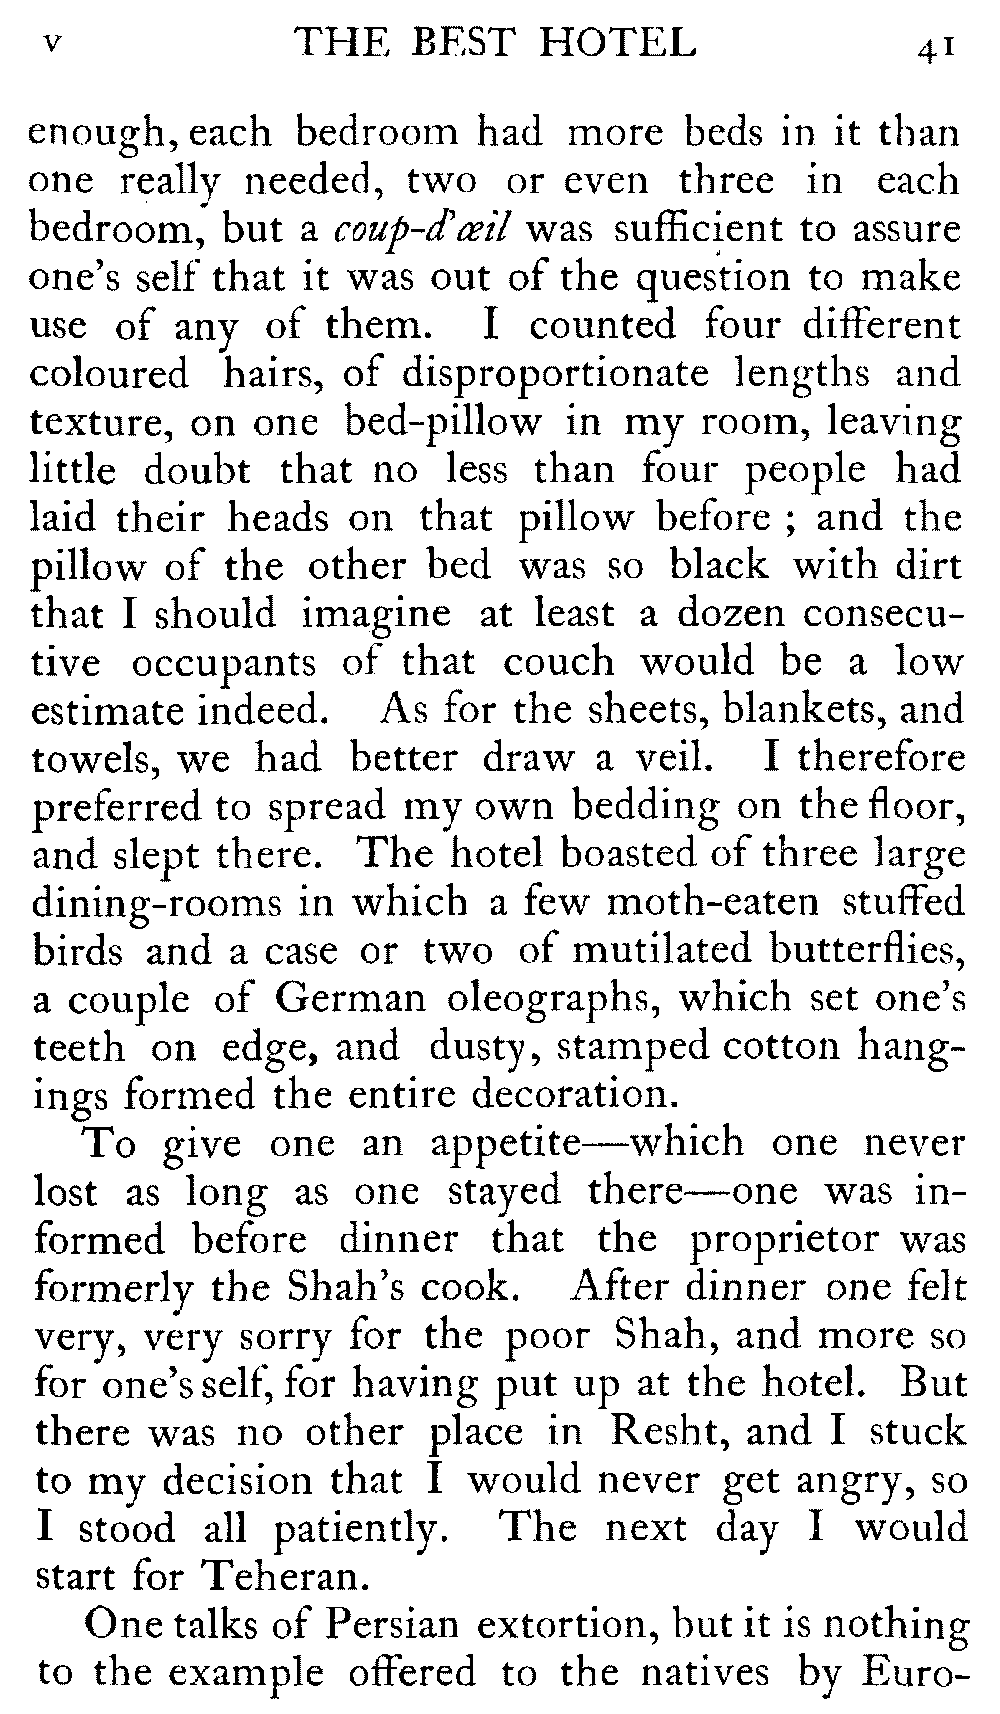 v THE BEST HOTEL 41
enough, each bedroom had more beds in it than
one really needed, two or even three in each
bedroom, but a coup-d'œil was sufficient to assure
one's self that it was out of the question to make
use of any of them. I counted four different
coloured hairs, of disproportionate lengths and
texture, on one bed-pillow in my room, leaving
little doubt that no less than four people had
laid their heads on that pillow before ; and the
pillow of the other bed was so black with dirt
that I should imagine at least a dozen consecu-
tive occupants of that couch would be a low
estimate indeed. As for the sheets, blankets, and
towels, we had better draw a veil. I therefore
preferred to spread my own bedding on the floor,
and slept there. The hotel boasted of three large
dining-rooms in which a few moth-eaten stuffed
birds and a case or two of mutilated butterflies,
a couple of German oleographs, which set one's
teeth on edge, and dusty, stamped cotton hang-
ings formed the entire decoration.
To give one an appetite—which one never
lost as long as one stayed there—one was in-
formed before dinner that the proprietor was
formerly the Shah's cook. After dinner one felt
very, very sorry for the poor Shah, and more so
for one's self, for having put up at the hotel. But
there was no other place in Resht, and I stuck
to my decision that I would never get angry, so
I stood all patiently. The next day I would
start for Teheran.
One talks of Persian extortion, but it is nothing
to the example offered to the natives by Euro-